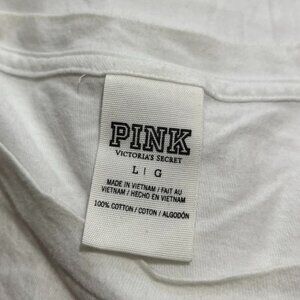 PINK
VICTORIA'S SECRET
L | G
MADE IN VIETNAM / FAIT AU
VIETNAM / HECHO EN VIETNAM
100% COTTON / COTON / ALGODÓN